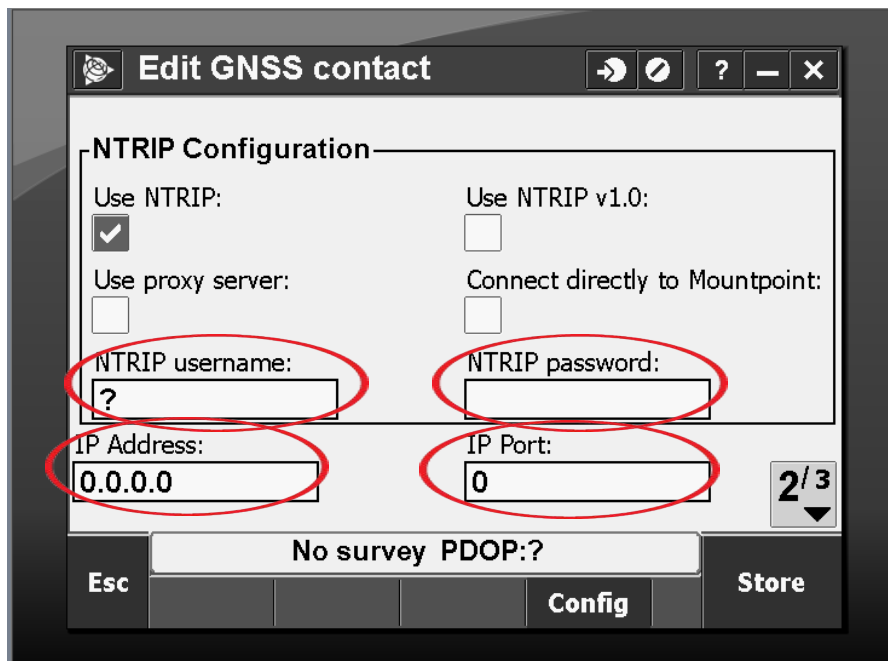 Edit GNSS contact ? – X
NTRIP Configuration
Use NTRIP: Use NTRIP v1.0:
Use proxy server: Connect directly to Mountpoint:
NTRIP username: NTRIP password:
?
IP Address: IP Port:
0.0.0.0 0
2/3
No survey PDOP:?
Esc Config Store